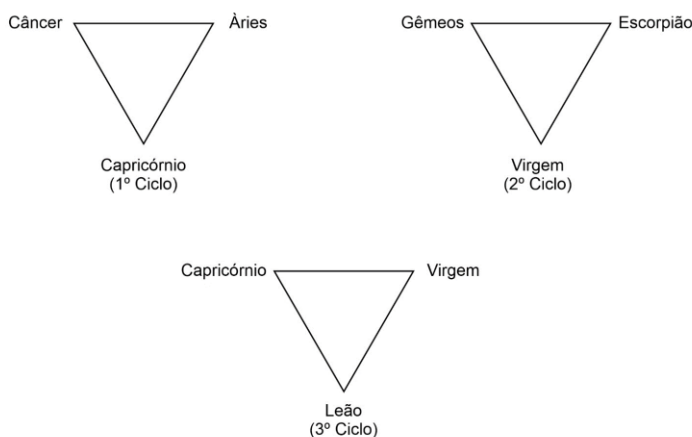 Câncer
Àries
Gêmeos
Escorpião
Capricórnio
(1º Ciclo)
Virgem
(2º Ciclo)
Capricórnio
Virgem
Leão
(3º Ciclo)